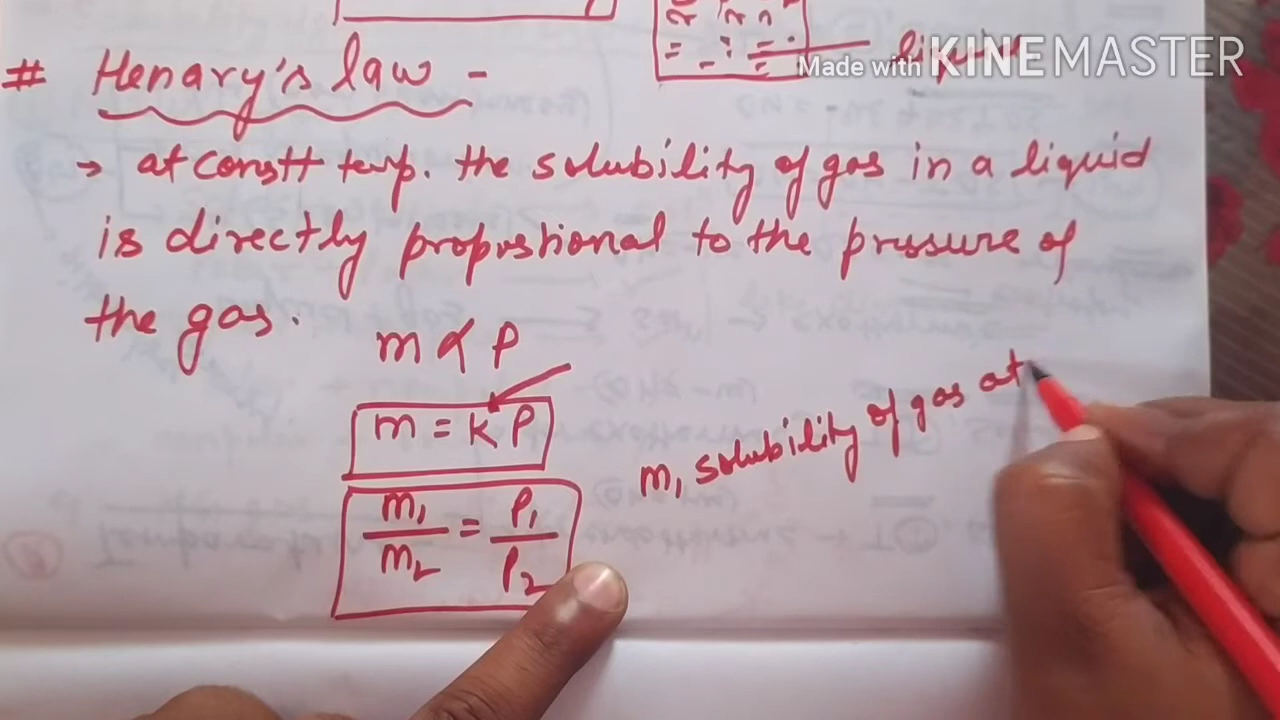 Made with KINEMASTER
# Henary's law -
→ at constt temp. the solubility of gas in a liquid
is directly proportional to the pressure of
the gas.
m ∝ P
m = K P
m₁/m₂ = P₁/P₂
m₁ solubility of gas at